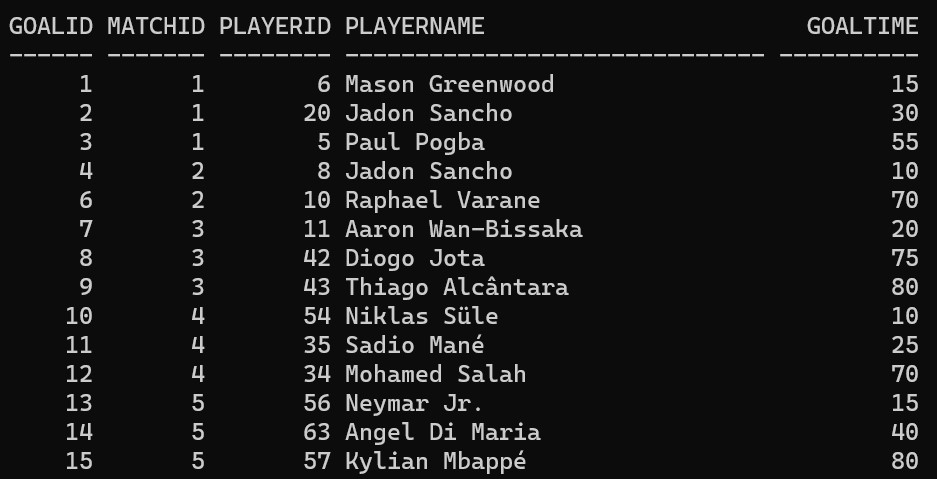 GOALID MATCHID PLAYERID PLAYERNAME                       GOALTIME
------ ------- -------- ------------------------------ ----------
     1       1        6 Mason Greenwood                        15
     2       1       20 Jadon Sancho                           30
     3       1        5 Paul Pogba                             55
     4       2        8 Jadon Sancho                           10
     6       2       10 Raphael Varane                         70
     7       3       11 Aaron Wan-Bissaka                      20
     8       3       42 Diogo Jota                             75
     9       3       43 Thiago Alcântara                       80
    10       4       54 Niklas Süle                            10
    11       4       35 Sadio Mané                             25
    12       4       34 Mohamed Salah                          70
    13       5       56 Neymar Jr.                             15
    14       5       63 Angel Di Maria                         40
    15       5       57 Kylian Mbappé                          80